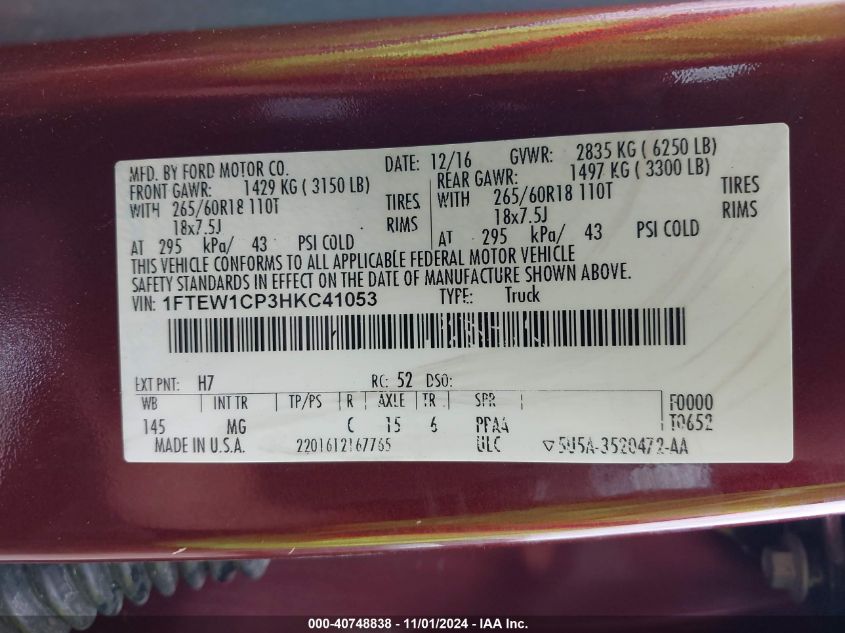 MFD. BY FORD MOTOR CO. DATE: 12/16 GVWR: 2835 KG ( 6250 LB)
FRONT GAWR: 1429 KG ( 3150 LB) REAR GAWR: 1497 KG ( 3300 LB)
WITH 265/60R18 110T TIRES WITH 265/60R18 110T TIRES
18x7.5J RIMS 18x7.5J RIMS
AT 295 kPa/ 43 PSI COLD AT 295 kPa/ 43 PSI COLD
THIS VEHICLE CONFORMS TO ALL APPLICABLE FEDERAL MOTOR VEHICLE
SAFETY STANDARDS IN EFFECT ON THE DATE OF MANUFACTURE SHOWN ABOVE.
VIN: 1FTEW1CP3HKC41053 TYPE: Truck
EXT PNT: H7 RC: 52 DSO:
WB INT TR TP/PS R AXLE TR SPR F0000
145 MG C 15 6 PPAA T0652
MADE IN U.S.A. 2201612167765 ULC 5U5A-3520472-AA
000-40748838 - 11/01/2024 - IAA Inc.